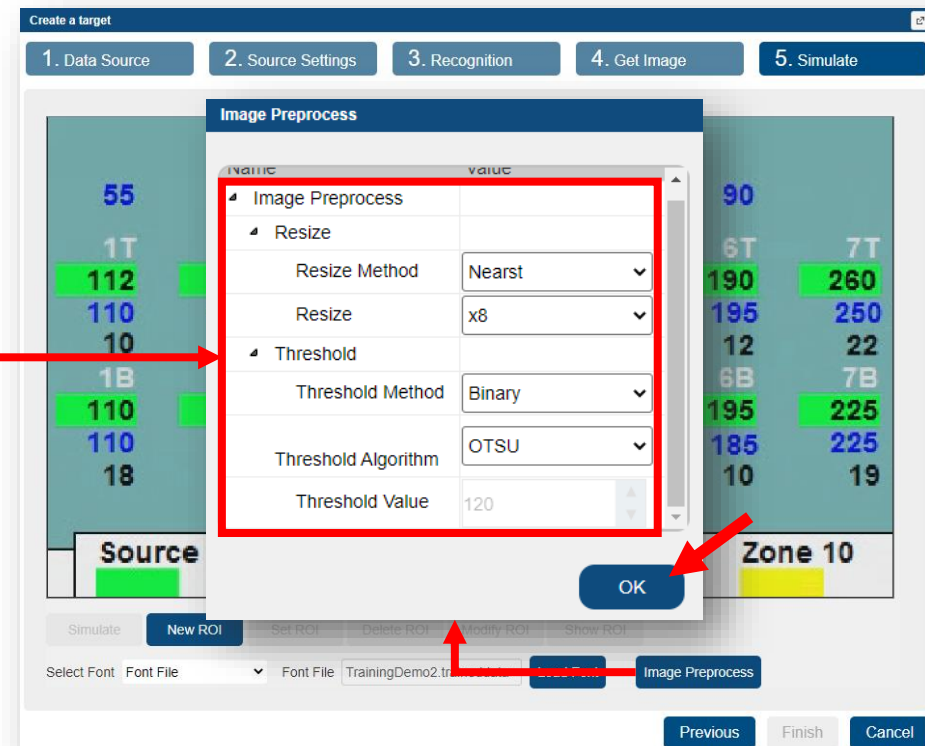 Create a target
1. Data Source 2. Source Settings 3. Recognition 4. Get Image 5. Simulate
Image Preprocess
Name Value
Image Preprocess
Resize
Resize Method Nearst
Resize x8
Threshold
Threshold Method Binary
Threshold Algorithm OTSU
Threshold Value 120
OK
55 90
1T 6T 7T
112 190 260
110 195 250
10 12 22
1B 6B 7B
110 195 225
110 185 225
18 10 19
Source Zone 10
Simulate New ROI Set ROI Delete ROI Modify ROI Show ROI
Select Font Font File Font File Image Preprocess
Previous Finish Cancel